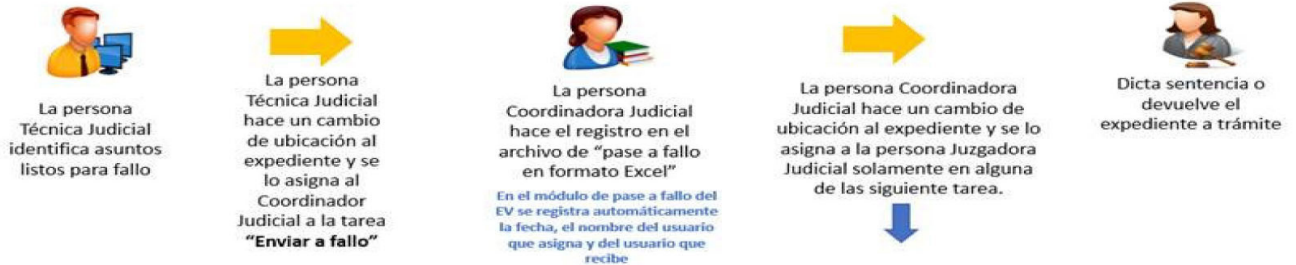 La persona
Técnica Judicial
identifica asuntos
listos para fallo
La persona
Técnica Judicial
hace un cambio
de ubicación al
expediente y se
lo asigna al
Coordinador
Judicial a la tarea
“Enviar a fallo”
La persona
Coordinadora Judicial
hace el registro en el
archivo de “pase a fallo
en formato Excel”
En el módulo de pase a fallo del
EV se registra automáticamente
la fecha, el nombre del usuario
que asigna y del usuario que
recibe
La persona Coordinadora
Judicial hace un cambio de
ubicación al expediente y se lo
asigna a la persona Juzgadora
Judicial solamente en alguna
de las siguiente tarea.
Dicta sentencia o
devuelve el
expediente a trámite